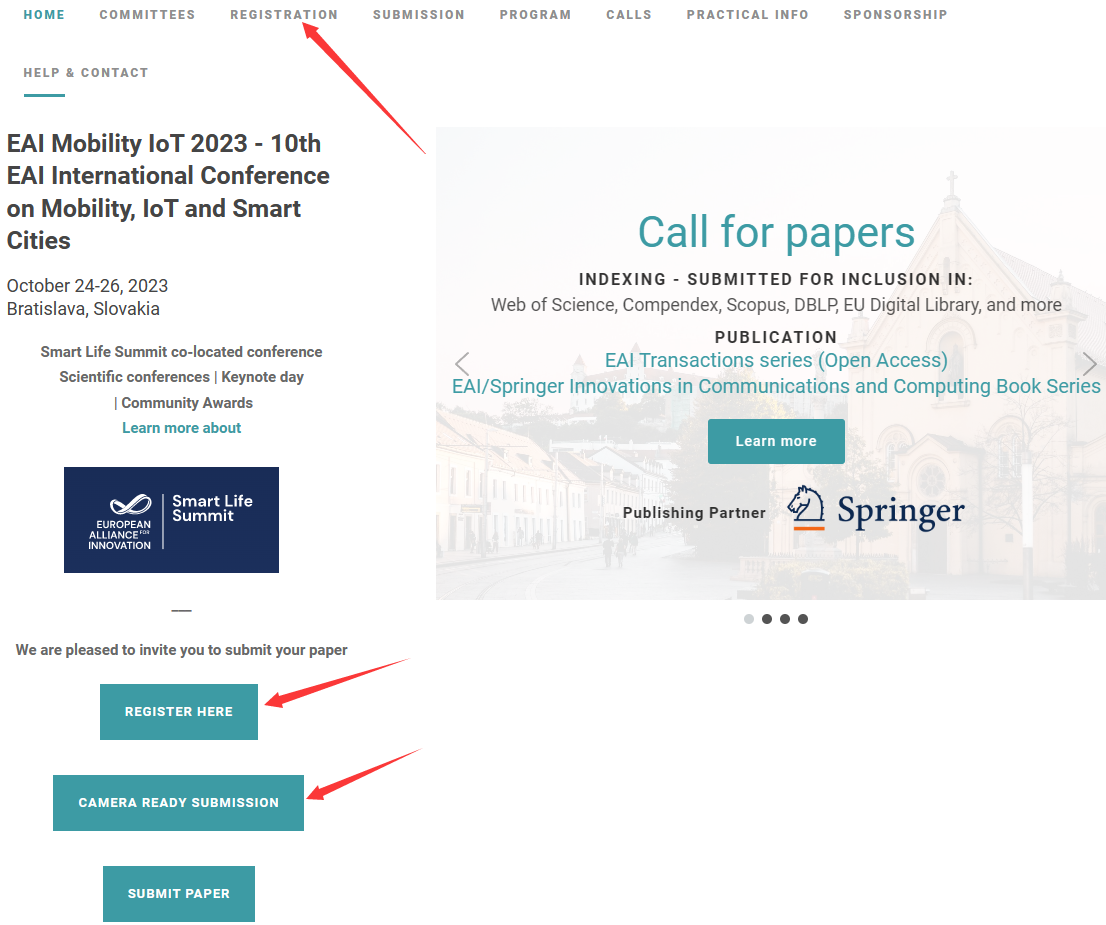 HOME COMMITTEES REGISTRATION SUBMISSION PROGRAM CALLS PRACTICAL INFO SPONSORSHIP
HELP & CONTACT
EAI Mobility IoT 2023 - 10th
EAI International Conference
on Mobility, IoT and Smart
Cities
October 24-26, 2023
Bratislava, Slovakia
Smart Life Summit co-located conference
Scientific conferences | Keynote day
| Community Awards
Learn more about
EUROPEAN
ALLIANCE FOR
INNOVATION
Smart Life
Summit
We are pleased to invite you to submit your paper
REGISTER HERE
CAMERA READY SUBMISSION
SUBMIT PAPER
Call for papers
INDEXING - SUBMITTED FOR INCLUSION IN:
Web of Science, Compendex, Scopus, DBLP, EU Digital Library, and more
PUBLICATION
EAI Transactions series (Open Access)
EAI/Springer Innovations in Communications and Computing Book Series
Learn more
Publishing Partner
Springer